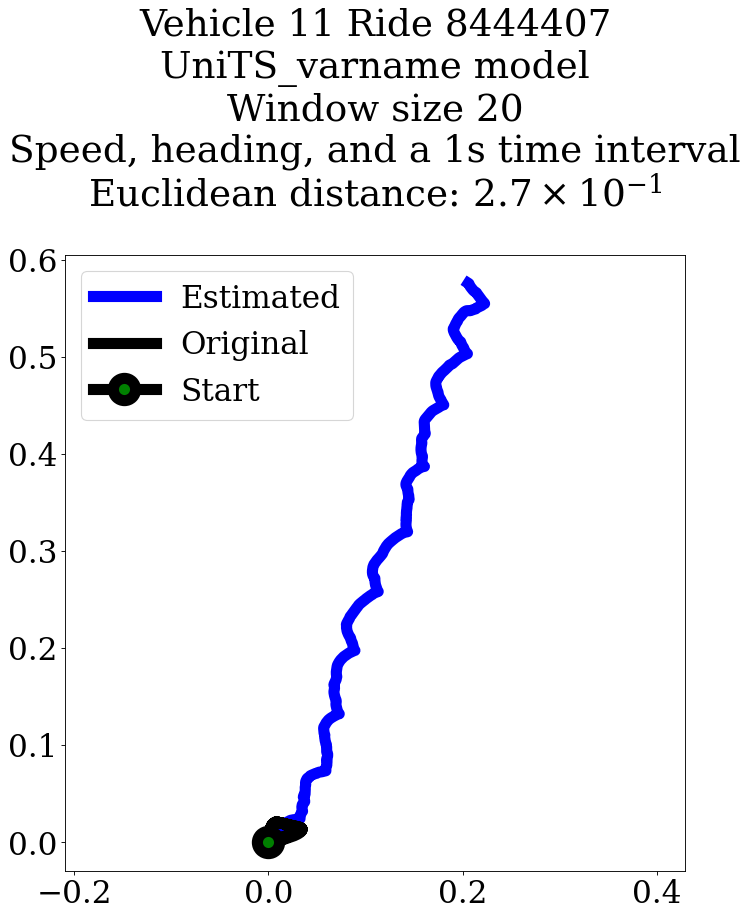 Vehicle 11 Ride 8444407
UniTS_varname model
Window size 20
Speed, heading, and a 1s time interval
Euclidean distance: 2.7 × 10⁻¹
0.6
0.5
0.4
0.3
0.2
0.1
0.0
Estimated
Original
Start
−0.2 0.0 0.2 0.4